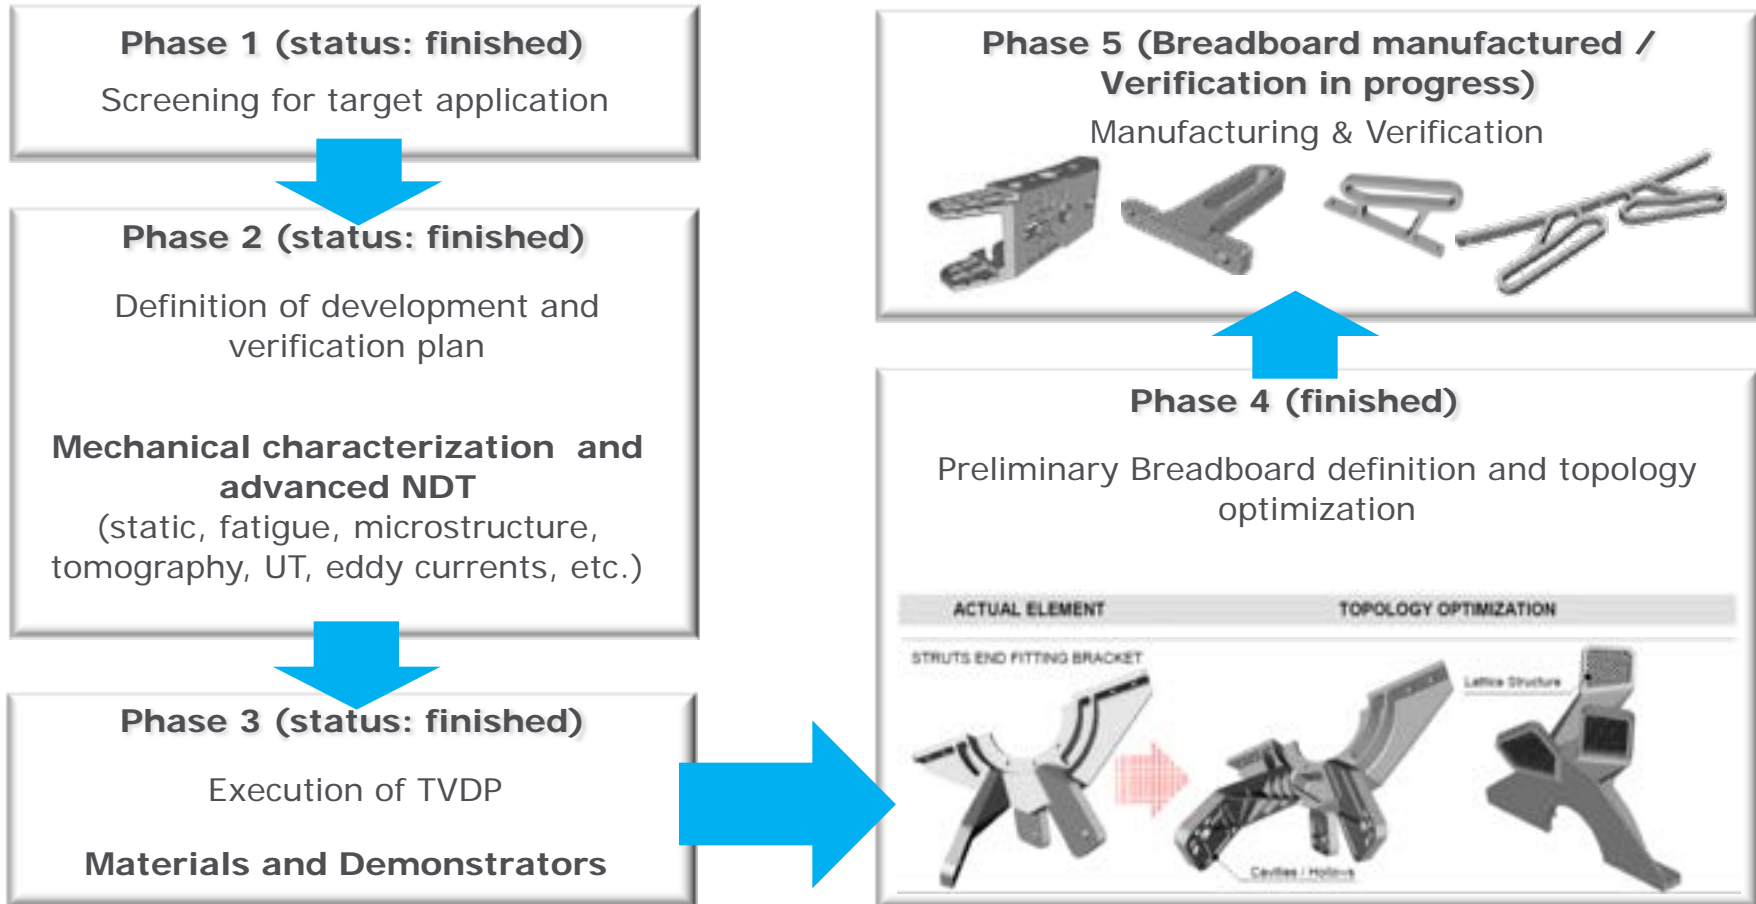 Phase 1 (status: finished)
Screening for target application
Phase 2 (status: finished)
Definition of development and
verification plan
Mechanical characterization and
advanced NDT
(static, fatigue, microstructure,
tomography, UT, eddy currents, etc.)
Phase 3 (status: finished)
Execution of TVDP
Materials and Demonstrators
Phase 4 (finished)
Preliminary Breadboard definition and topology
optimization
ACTUAL ELEMENT
TOPOLOGY OPTIMIZATION
STRUTS END FITTING BRACKET
Lattice Structure
Cavities / Hollows
Phase 5 (Breadboard manufactured /
Verification in progress)
Manufacturing & Verification